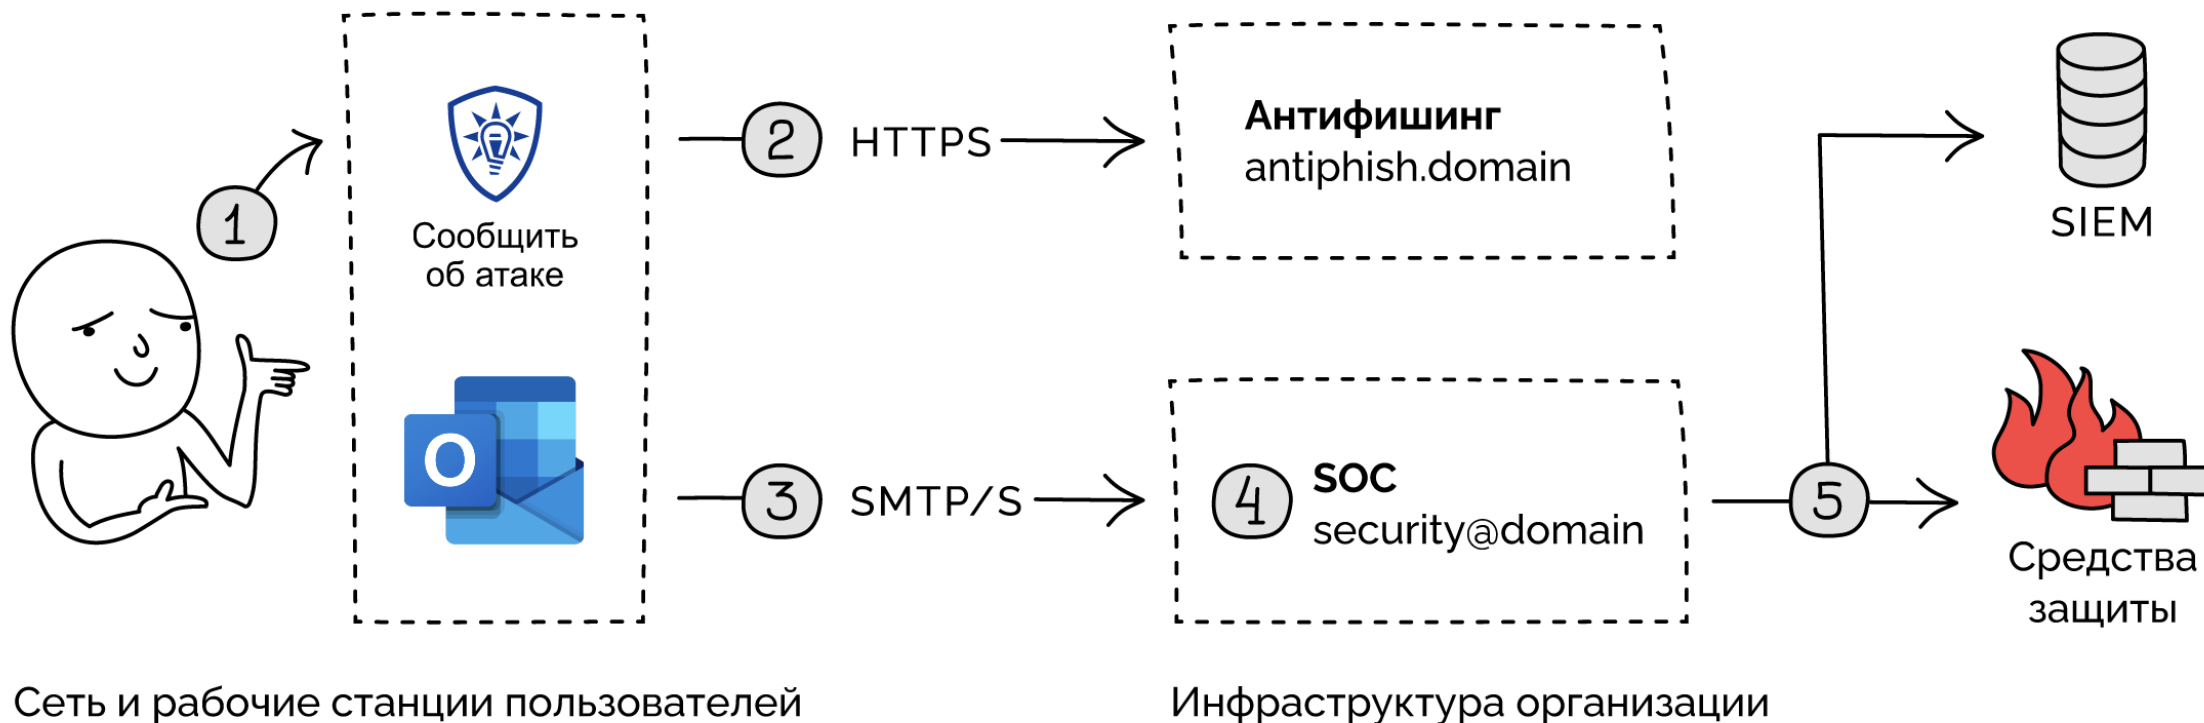 1
Сообщить
об атаке
O
2
HTTPS
Антифишинг
antiphish.domain
SIEM
3
SMTP/S
4
SOC
security@domain
5
Средства
защиты
Сеть и рабочие станции пользователей
Инфраструктура организации